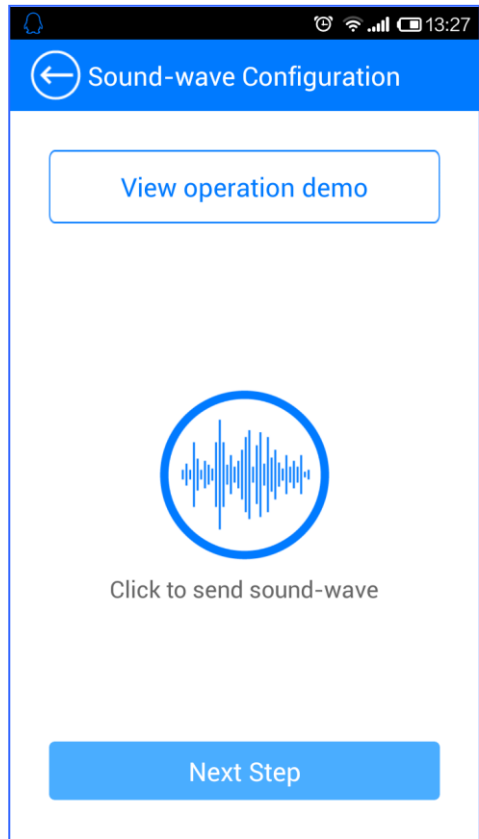 13:27
Sound-wave Configuration
View operation demo
Click to send sound-wave
Next Step